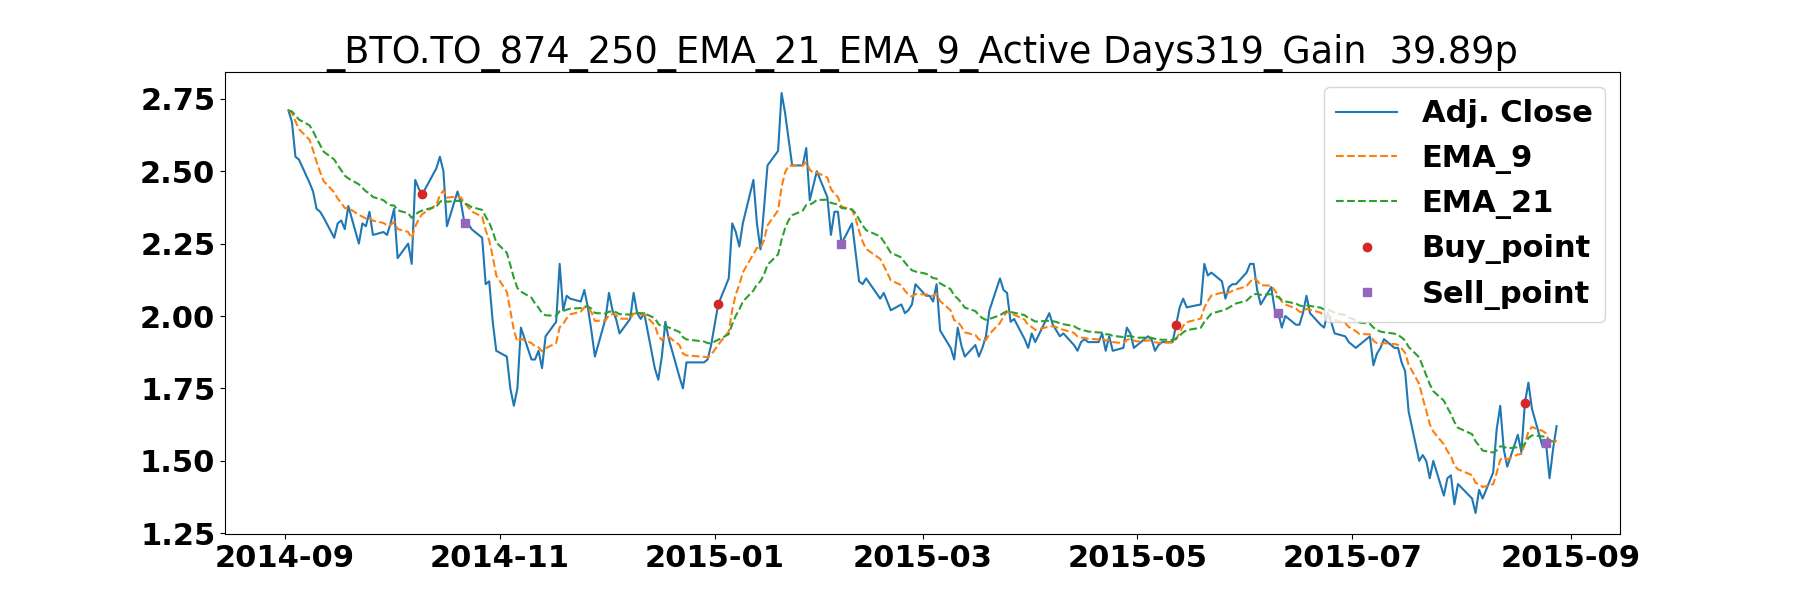 _BTO.TO_874_250_EMA_21_EMA_9_Active Days319_Gain  39.89p
2.75
2.50
2.25
2.00
1.75
1.50
1.25
2014-09
2014-11
2015-01
2015-03
2015-05
2015-07
2015-09
Adj. Close
EMA_9
EMA_21
Buy_point
Sell_point